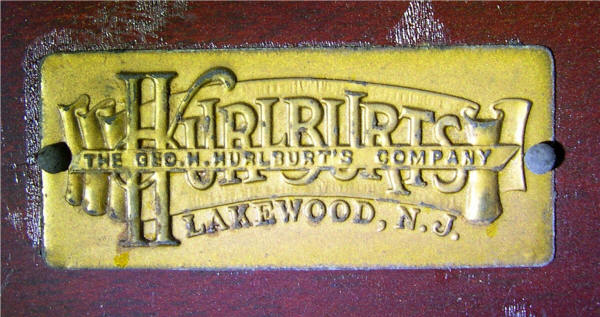 HURLBURTS
THE GEO. H. HURLBURT'S COMPANY
LAKEWOOD, N.J.